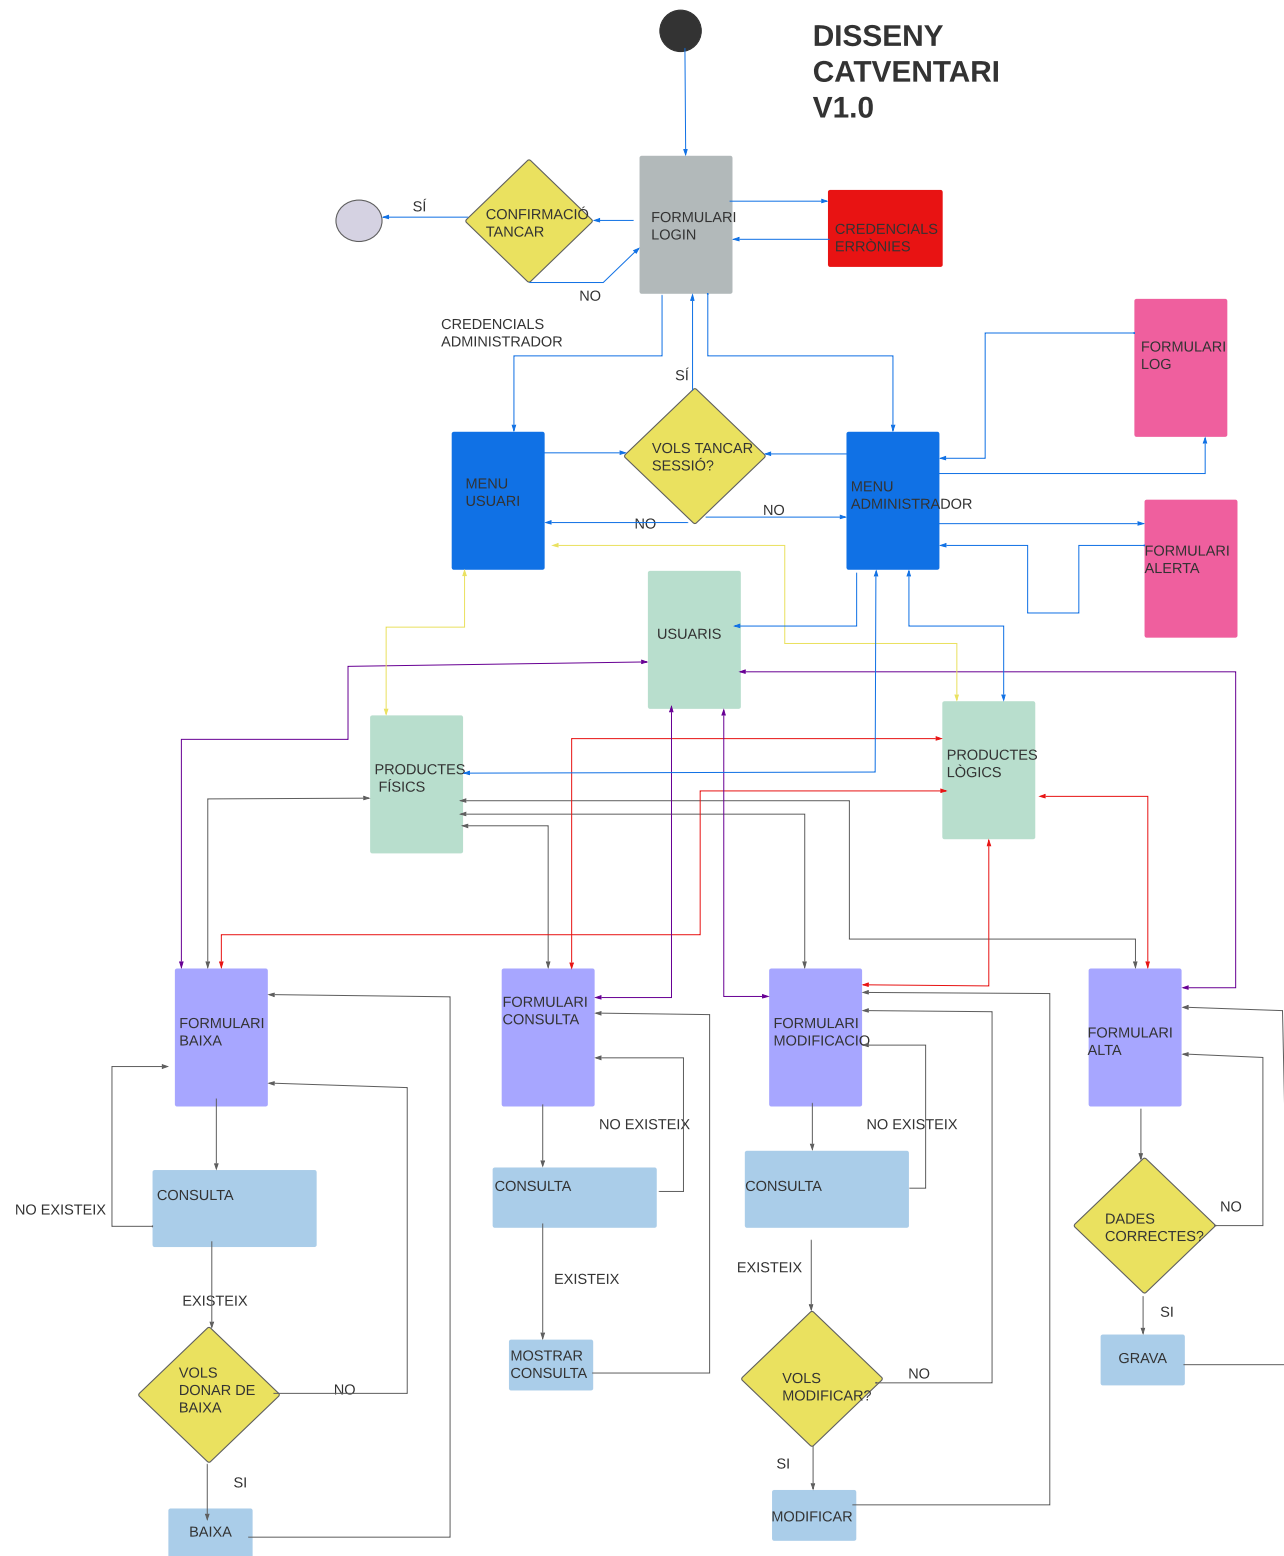 DISSENY
CATVENTARI
V1.0
SÍ
CONFIRMACIÓ
TANCAR
FORMULARI
LOGIN
CREDENCIALS
ERRÒNIES
NO
CREDENCIALS
ADMINISTRADOR
FORMULARI
LOG
SÍ
VOLS TANCAR
SESSIÓ?
MENU
USUARI
MENU
ADMINISTRADOR
NO
NO
FORMULARI
ALERTA
USUARIS
PRODUCTES
FÍSICS
PRODUCTES
LÒGICS
FORMULARI
BAIXA
FORMULARI
CONSULTA
FORMULARI
MODIFICACIO
FORMULARI
ALTA
NO EXISTEIX
NO EXISTEIX
CONSULTA
CONSULTA
CONSULTA
NO EXISTEIX
DADES
CORRECTES?
NO
EXISTEIX
EXISTEIX
EXISTEIX
SI
MOSTRAR
CONSULTA
GRAVA
VOLS
DONAR DE
BAIXA
NO
VOLS
MODIFICAR?
NO
SI
SI
BAIXA
MODIFICAR